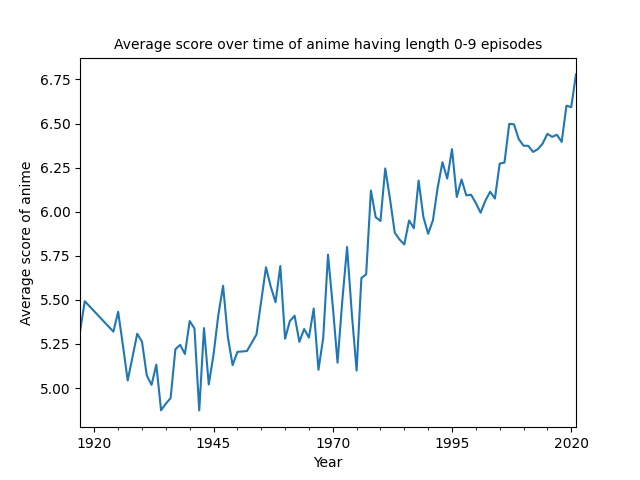 Average score over time of anime having length 0-9 episodes
Average score of anime
6.75
6.50
6.25
6.00
5.75
5.50
5.25
5.00
1920 1945 1970 1995 2020
Year